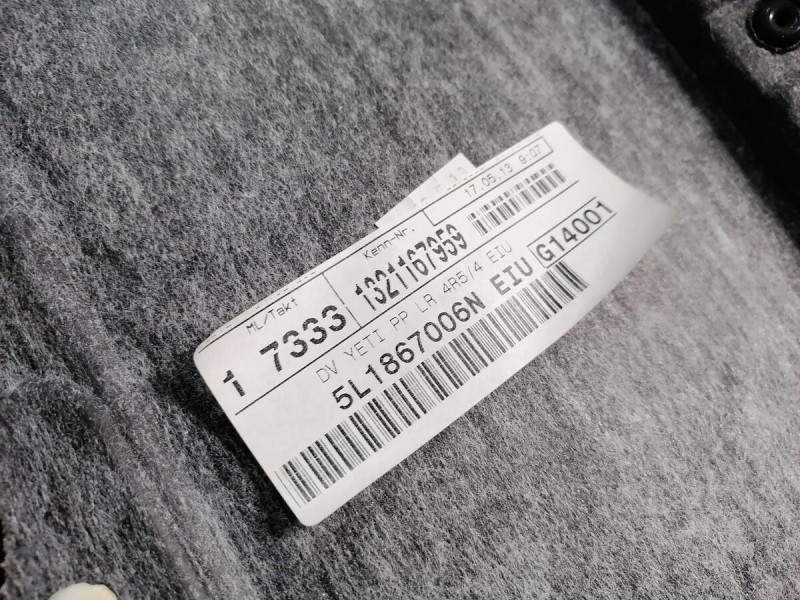 ML/Takt Kenn-Nr. 17.05.13 9:07
1 7333 1321167959
DV YETI PP LR 4R5/4 EIU
5L1867006N EIU G14001